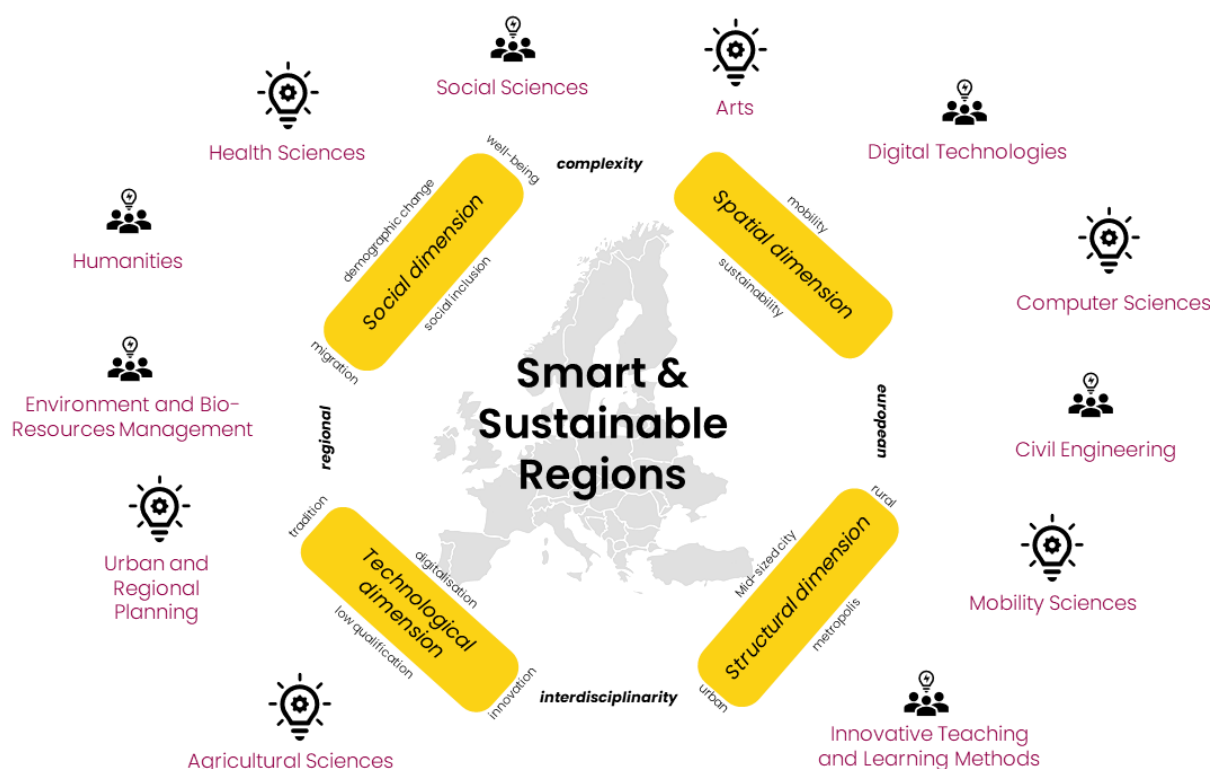 Social Sciences
Arts
Health Sciences
Digital Technologies
Humanities
Computer Sciences
Environment and Bio-
Resources Management
Civil Engineering
Urban and
Regional
Planning
Mobility Sciences
Agricultural Sciences
Innovative Teaching
and Learning Methods
complexity
european
interdisciplinarity
regional
well-being
demographic change
Social dimension
social inclusion
migration
mobility
Spatial dimension
sustainability
Smart &
Sustainable
Regions
tradition
digitalisation
Technological
dimension
low qualification
innovation
rural
Mid-sized city
Structural dimension
metropolis
urban